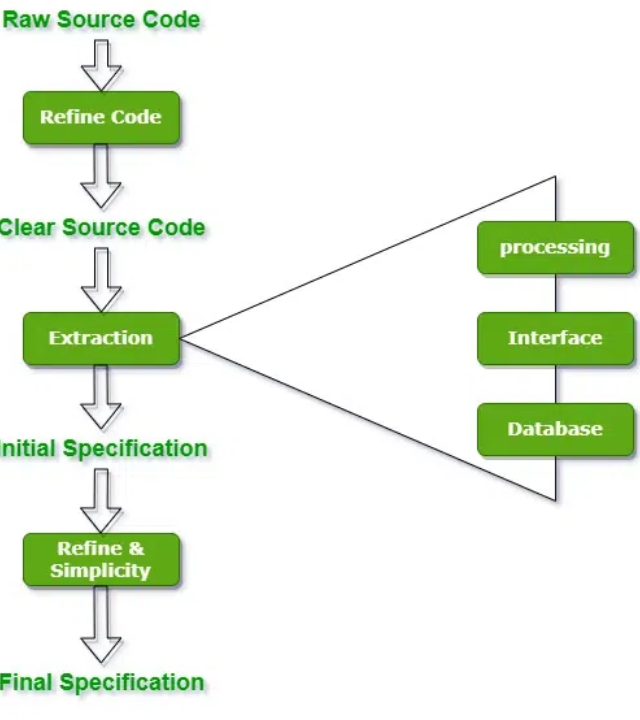 Raw Source Code
Refine Code
Clear Source Code
processing
Extraction
Interface
Database
Initial Specification
Refine &
Simplicity
Final Specification